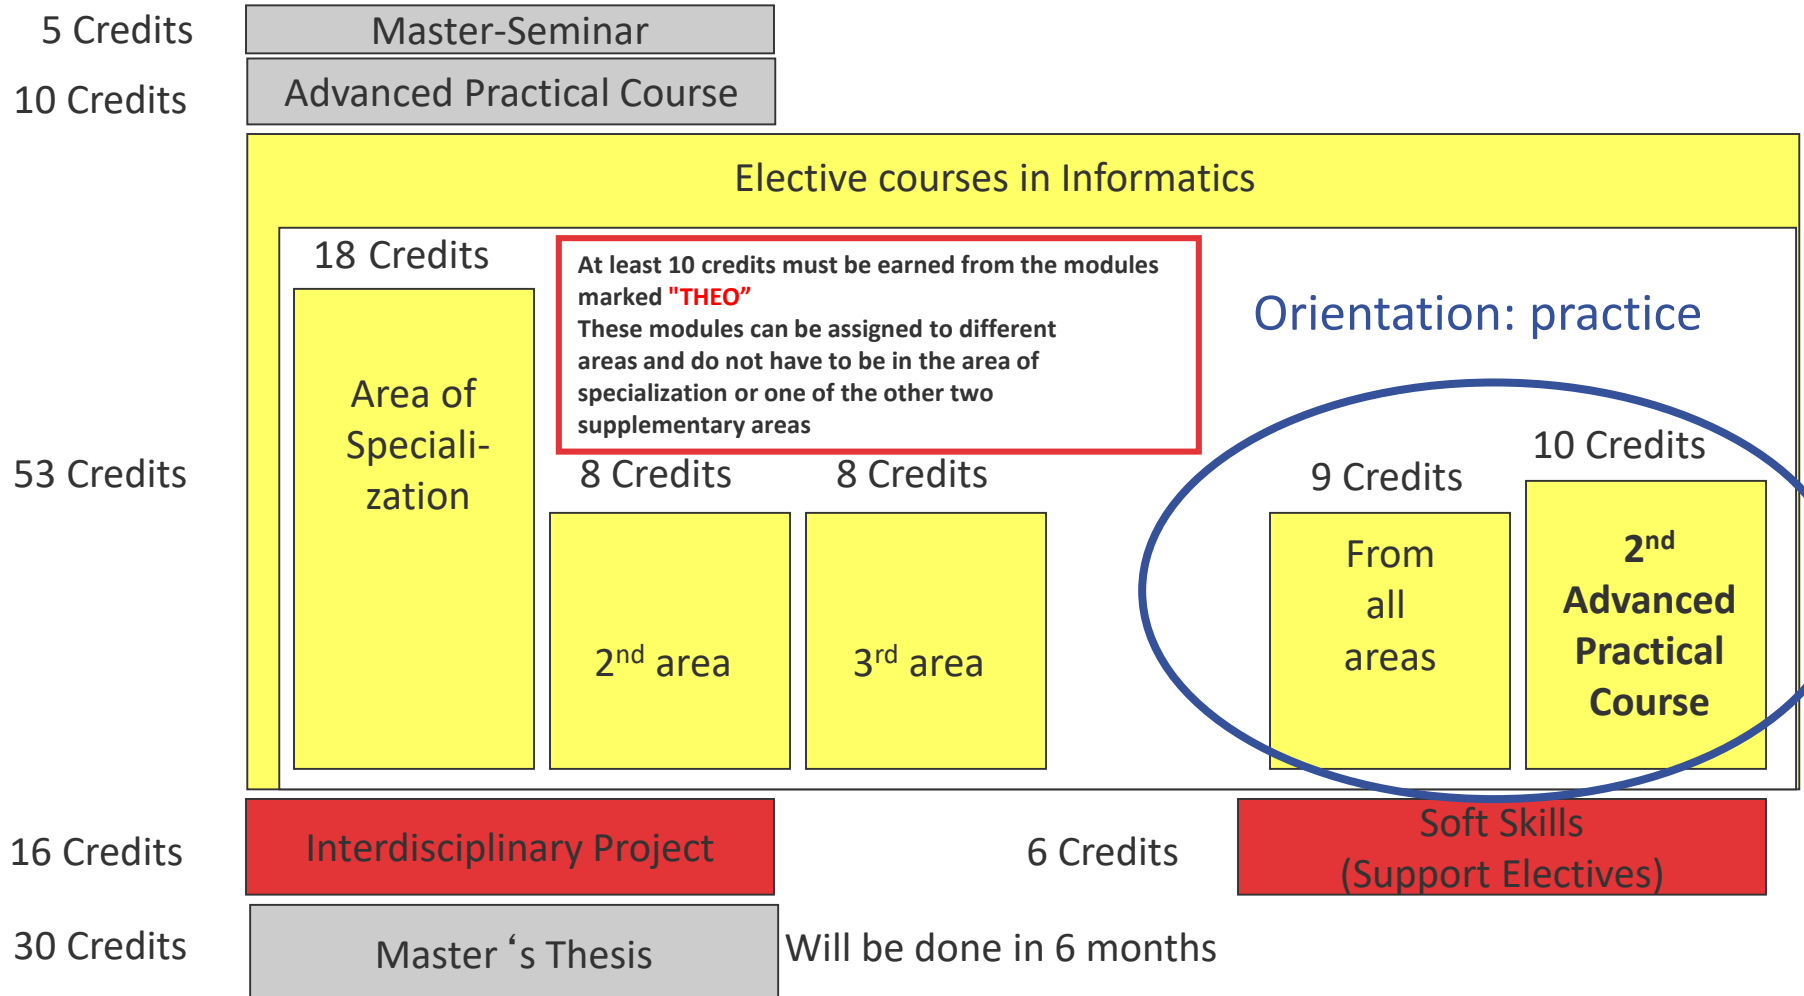 5 Credits
Master-Seminar
10 Credits
Advanced Practical Course
Elective courses in Informatics
53 Credits
18 Credits
Area of
Speciali-
zation
At least 10 credits must be earned from the modules
marked "THEO”
These modules can be assigned to different
areas and do not have to be in the area of
specialization or one of the other two
supplementary areas
8 Credits
2nd area
8 Credits
3rd area
Orientation: practice
9 Credits
From
all
areas
10 Credits
2nd
Advanced
Practical
Course
16 Credits
Interdisciplinary Project
6 Credits
Soft Skills
(Support Electives)
30 Credits
Master ‘s Thesis
Will be done in 6 months